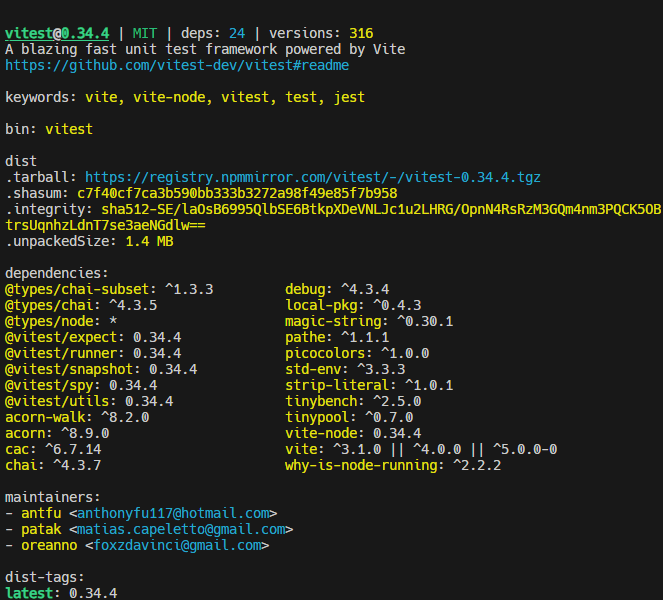 vitest@0.34.4 | MIT | deps: 24 | versions: 316
A blazing fast unit test framework powered by Vite
https://github.com/vitest-dev/vitest#readme
keywords: vite, vite-node, vitest, test, jest
bin: vitest
dist
.tarball: https://registry.npmmirror.com/vitest/-/vitest-0.34.4.tgz
.shasum: c7f40cf7ca3b590bb333b3272a98f49e85f7b958
.integrity: sha512-SE/laOsB6995QlbSE6BtkpXDeVNLJc1u2LHRG/OpnN4RsRzM3GQm4nm3PQCK5OB
trsUqnhzLdnT7se3aeNGdlw==
.unpackedSize: 1.4 MB
dependencies:
@types/chai-subset: ^1.3.3 debug: ^4.3.4
@types/chai: ^4.3.5 local-pkg: ^0.4.3
@types/node: * magic-string: ^0.30.1
@vitest/expect: 0.34.4 pathe: ^1.1.1
@vitest/runner: 0.34.4 picocolors: ^1.0.0
@vitest/snapshot: 0.34.4 std-env: ^3.3.3
@vitest/spy: 0.34.4 strip-literal: ^1.0.1
@vitest/utils: 0.34.4 tinybench: ^2.5.0
acorn-walk: ^8.2.0 tinypool: ^0.7.0
acorn: ^8.9.0 vite-node: 0.34.4
cac: ^6.7.14 vite: ^3.1.0 || ^4.0.0 || ^5.0.0-0
chai: ^4.3.7 why-is-node-running: ^2.2.2
maintainers:
- antfu <anthonyfu117@hotmail.com>
- patak <matias.capeletto@gmail.com>
- oreanno <foxzdavinci@gmail.com>
dist-tags:
latest: 0.34.4